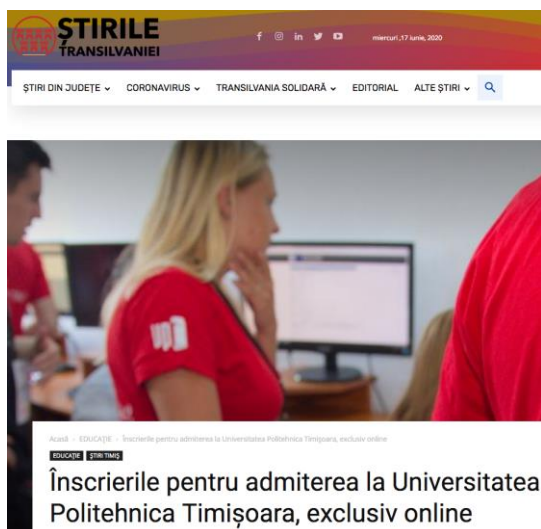 ȘTIRILE
TRANSILVANIEI
miercuri ,17 iunie, 2020
ȘTIRI DIN JUDEȚE
CORONAVIRUS
TRANSILVANIA SOLIDARĂ
EDITORIAL
ALTE ȘTIRI
UPT
Acasă › EDUCAȚIE › Înscrierile pentru admiterea la Universitatea Politehnica Timișoara, exclusiv online
EDUCAȚIE ȘTIRI TIMIȘ
Înscrierile pentru admiterea la Universitatea
Politehnica Timișoara, exclusiv online